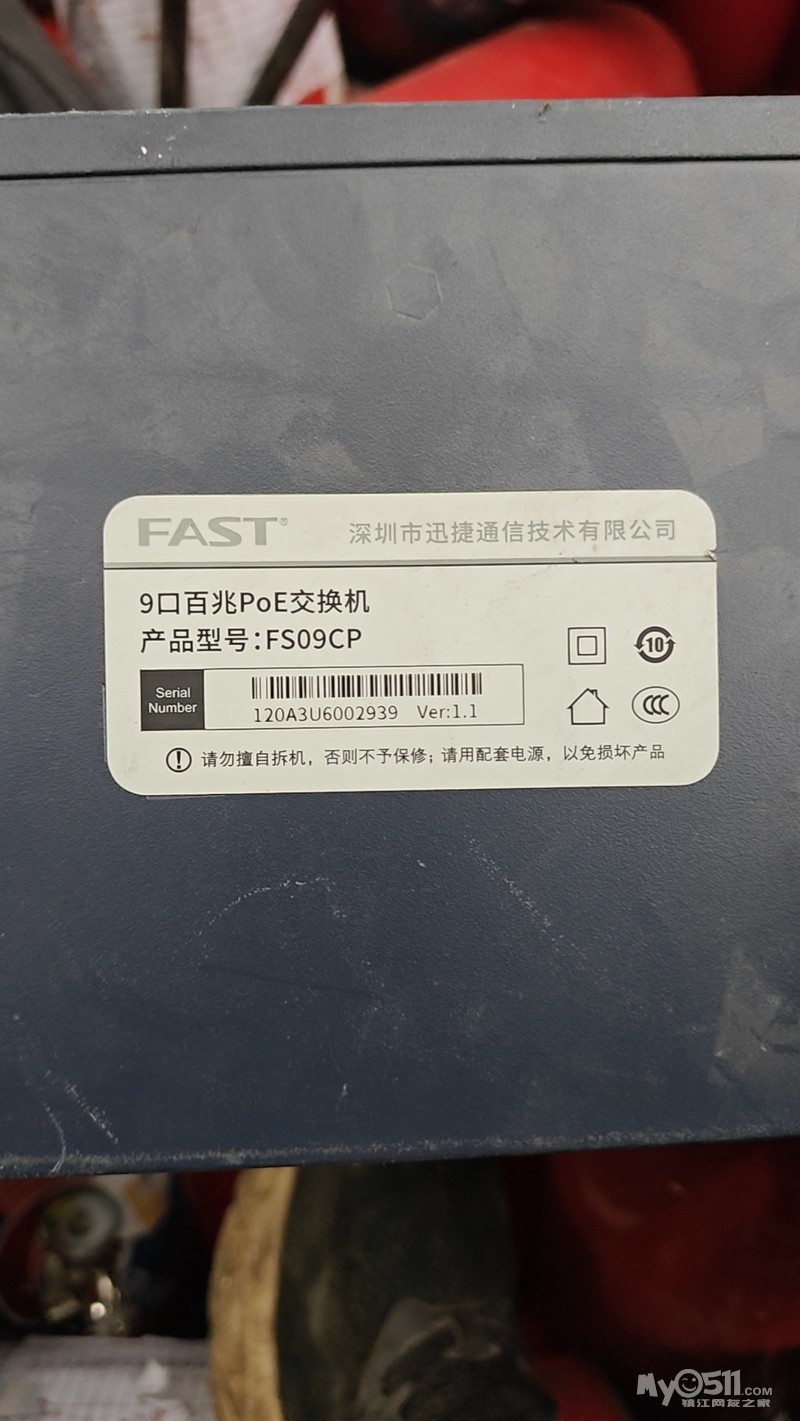 FAST® 深圳市迅捷通信技术有限公司
9口百兆PoE交换机
产品型号:FS09CP
Serial
Number
120A3U6002939 Ver:1.1
10
CCC
请勿擅自拆机，否则不予保修；请用配套电源，以免损坏产品
My0511.COM
镇江网友之家